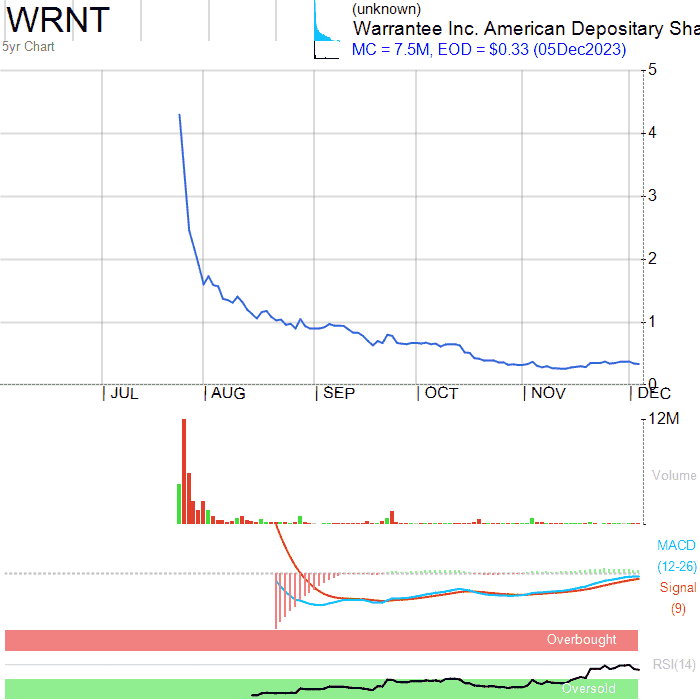 WRNT
5yr Chart
(unknown)
Warrantee Inc. American Depositary Sha
MC = 7.5M, EOD = $0.33 (05Dec2023)
5
4
3
2
1
0
JUL
AUG
SEP
OCT
NOV
DEC
12M
Volume
MACD
(12-26)
Signal
(9)
Overbought
RSI(14)
Oversold